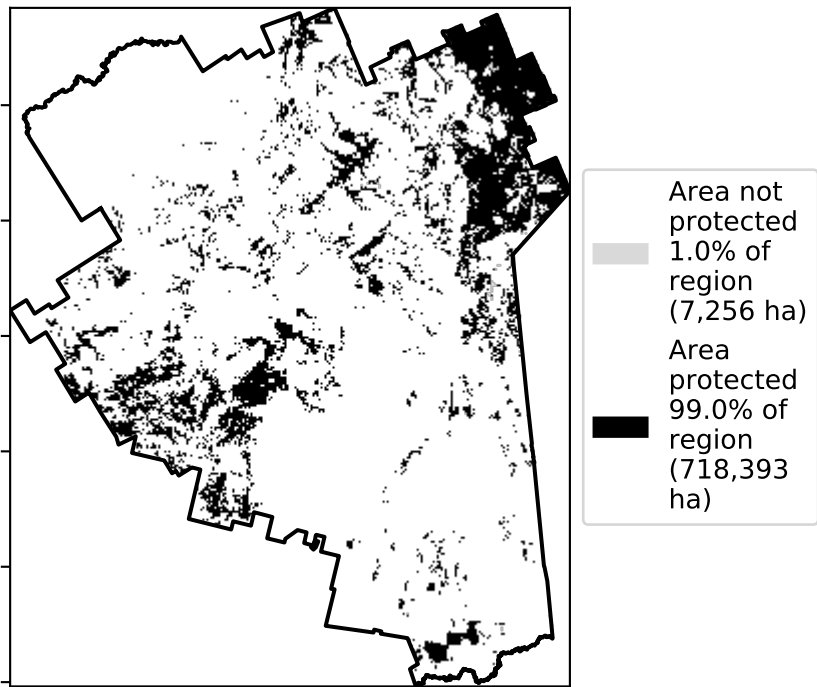 Area not
protected
1.0% of
region
(7,256 ha)
Area
protected
99.0% of
region
(718,393
ha)